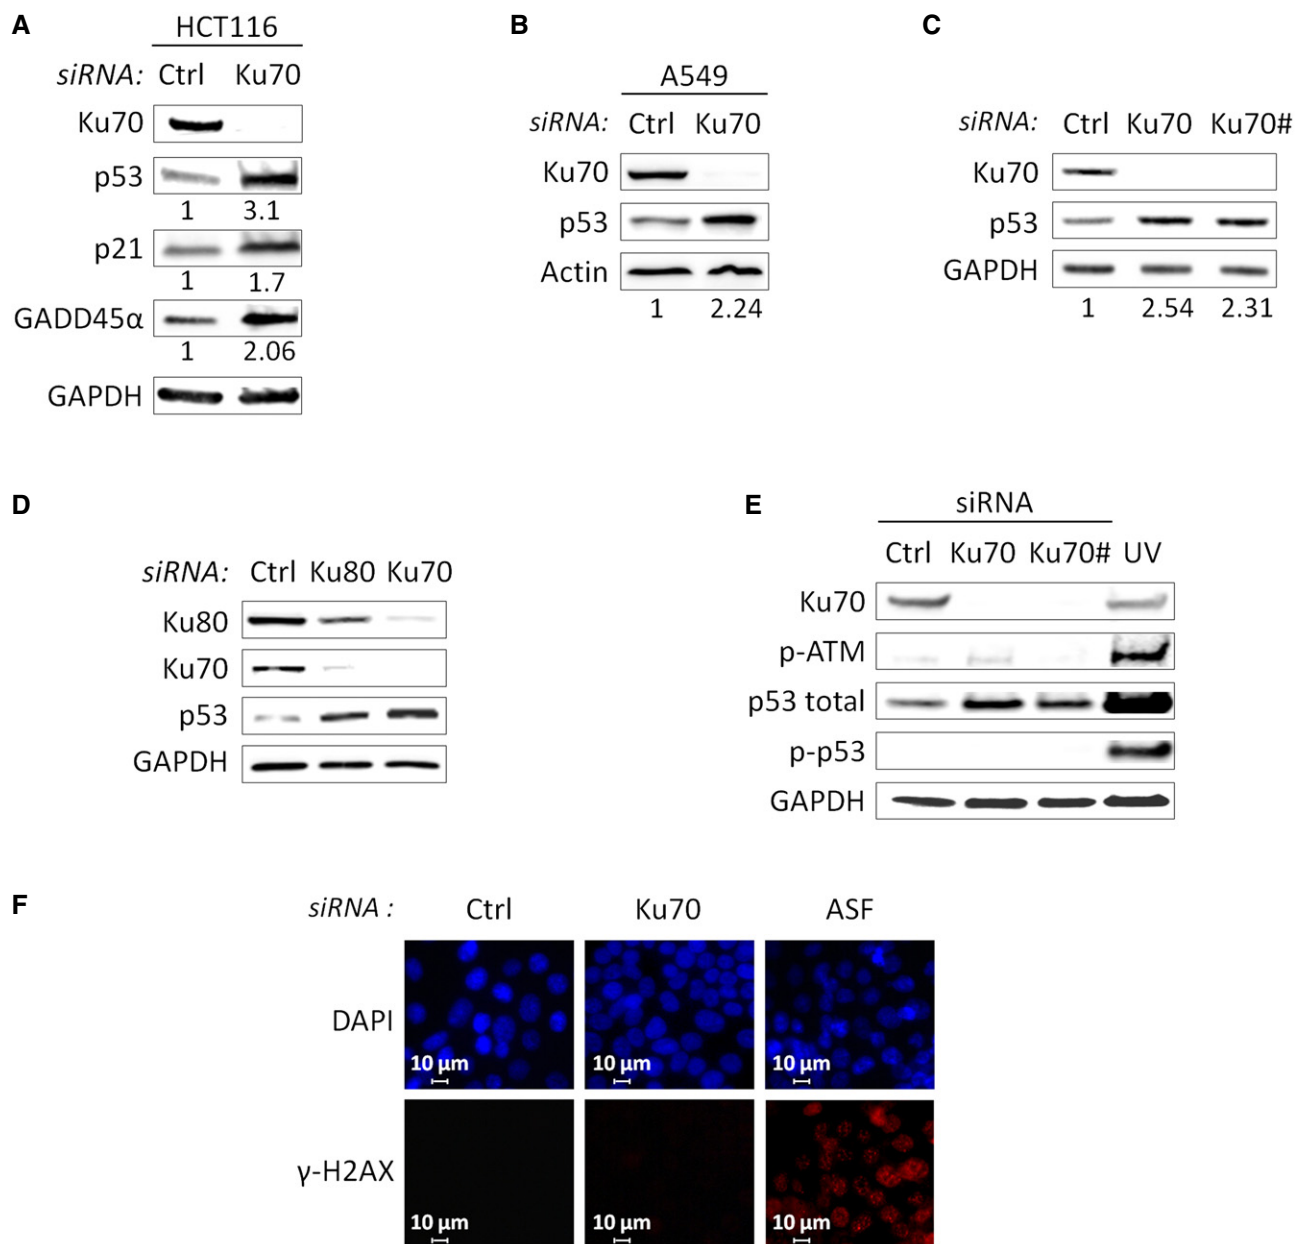 A
HCT116
siRNA: Ctrl Ku70
Ku70
p53
1 3.1
p21
1 1.7
GADD45α
1 2.06
GAPDH
B
A549
siRNA: Ctrl Ku70
Ku70
p53
Actin
1 2.24
C
siRNA: Ctrl Ku70 Ku70#
Ku70
p53
GAPDH
1 2.54 2.31
D
siRNA: Ctrl Ku80 Ku70
Ku80
Ku70
p53
GAPDH
E
siRNA
Ctrl Ku70 Ku70# UV
Ku70
p-ATM
p53 total
p-p53
GAPDH
F
siRNA : Ctrl Ku70 ASF
DAPI
10 µm 10 µm 10 µm
γ-H2AX
10 µm 10 µm 10 µm